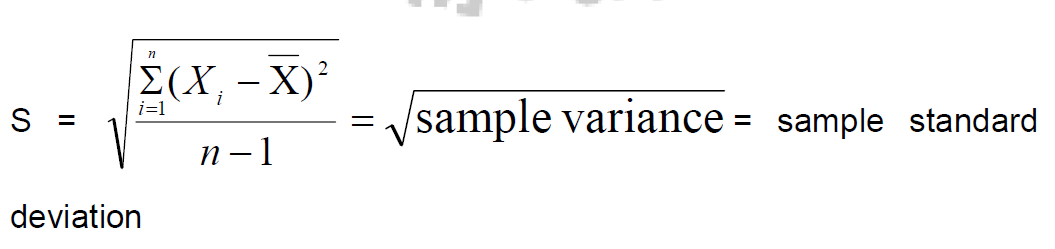 S = √( Σ_{i=1}^{n} (X_i − X̄)² / (n − 1) ) = √(sample variance) = sample standard
deviation